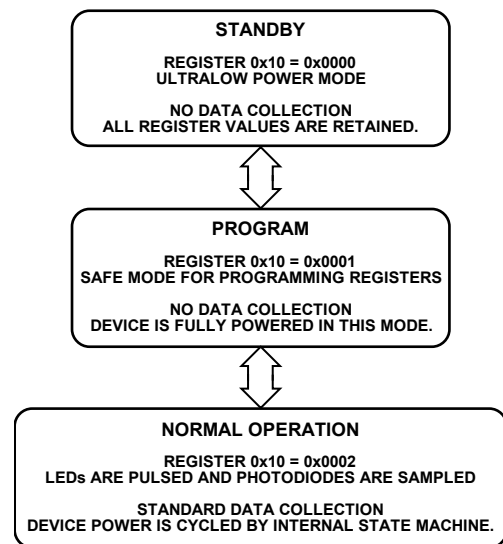 STANDBY
REGISTER 0x10 = 0x0000
ULTRALOW POWER MODE
NO DATA COLLECTION
ALL REGISTER VALUES ARE RETAINED.
PROGRAM
REGISTER 0x10 = 0x0001
SAFE MODE FOR PROGRAMMING REGISTERS
NO DATA COLLECTION
DEVICE IS FULLY POWERED IN THIS MODE.
NORMAL OPERATION
REGISTER 0x10 = 0x0002
LEDs ARE PULSED AND PHOTODIODES ARE SAMPLED
STANDARD DATA COLLECTION
DEVICE POWER IS CYCLED BY INTERNAL STATE MACHINE.